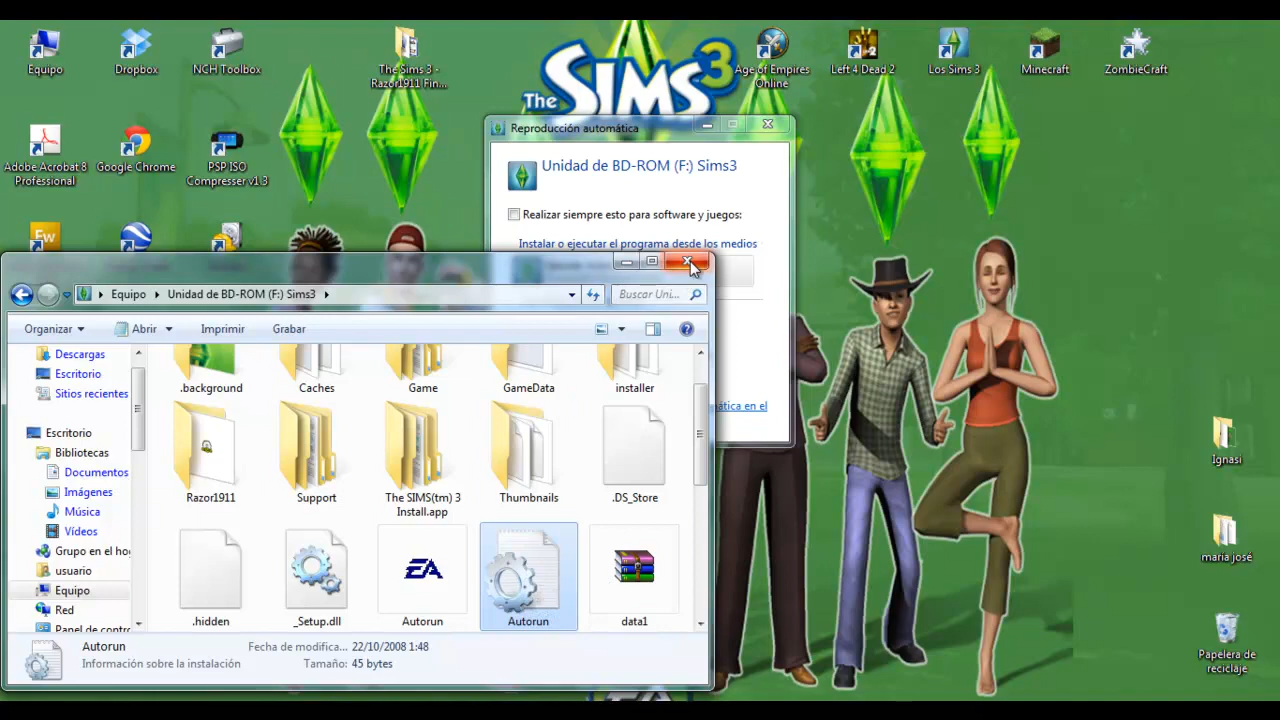 Equipo
Dropbox
NCH Toolbox
The Sims 3 -
Razor1911 Fin...
THE
SIMS
3
Age of Empires
Online
Left 4 Dead 2
2
Los Sims 3
Minecraft
ZombieCraft
Adobe Acrobat 8
Professional
Google Chrome
PSP ISO
Compresser v1.3
Fw
Reproducción automática
Unidad de BD-ROM (F:) Sims3
Realizar siempre esto para software y juegos:
Instalar o ejecutar el programa desde los medios
ática en el
Equipo
Unidad de BD-ROM (F:) Sims3
Buscar Uni...
Organizar
Abrir
Imprimir
Grabar
Descargas
Escritorio
Sitios recientes
Escritorio
Bibliotecas
Documentos
Imágenes
Música
Vídeos
Grupo en el ho
usuario
Equipo
Red
Panel de contro
.background
Caches
Game
GameData
installer
Razor1911
Support
The SIMS(tm) 3
Install.app
Thumbnails
.DS_Store
.hidden
_Setup.dll
EA
Autorun
Autorun
data1
Autorun
Fecha de modifica...
22/10/2008 1:48
Información sobre la instalación
Tamaño:
45 bytes
Ignasi
maria josé
Papelera de
reciclaje